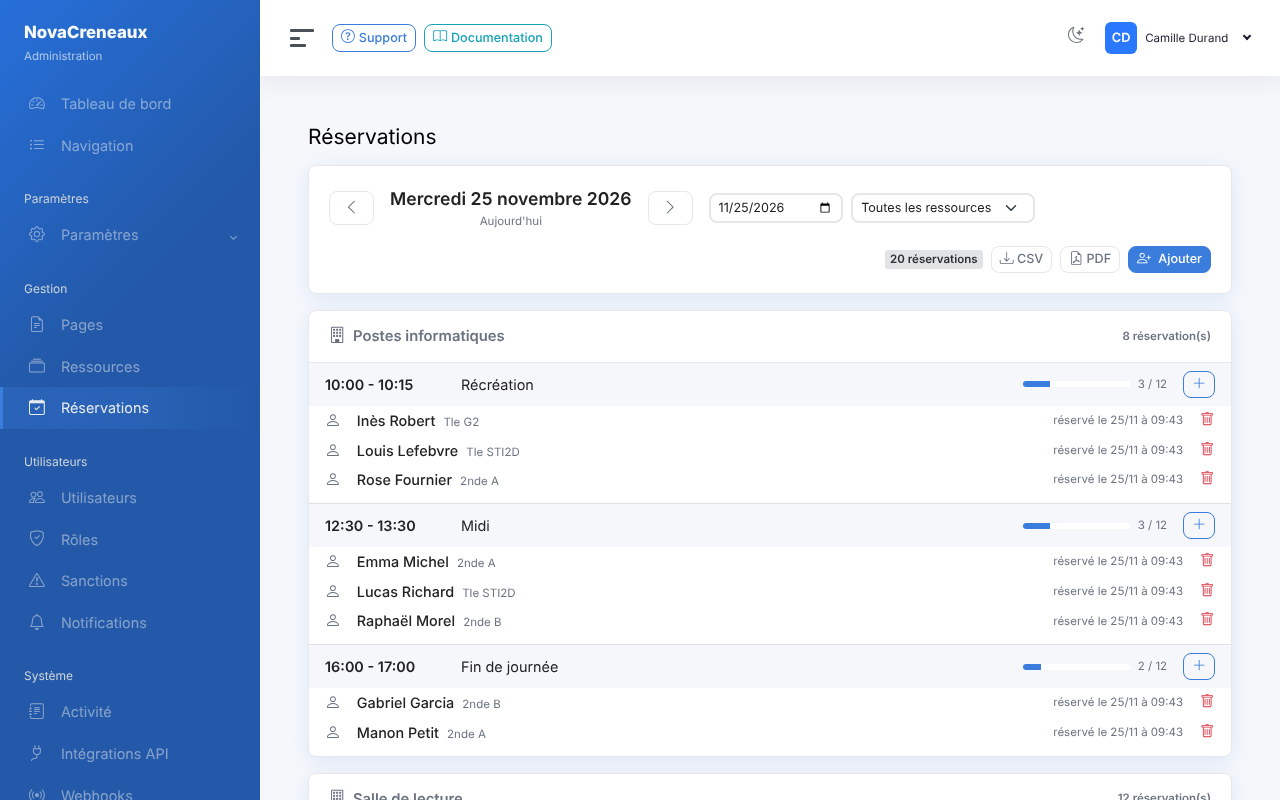 NovaCreneaux
Administration
Tableau de bord
Navigation
Paramètres
Paramètres
Gestion
Pages
Ressources
Réservations
Utilisateurs
Utilisateurs
Rôles
Sanctions
Notifications
Système
Activité
Intégrations API
Webhooks
Support
Documentation
CD
Camille Durand
Réservations
Mercredi 25 novembre 2026
Aujourd'hui
11/25/2026
Toutes les ressources
20 réservations
CSV
PDF
Ajouter
Postes informatiques
8 réservation(s)
10:00 - 10:15 Récréation 3 / 12
Inès Robert Tle G2 réservé le 25/11 à 09:43
Louis Lefebvre Tle STI2D réservé le 25/11 à 09:43
Rose Fournier 2nde A réservé le 25/11 à 09:43
12:30 - 13:30 Midi 3 / 12
Emma Michel 2nde A réservé le 25/11 à 09:43
Lucas Richard Tle STI2D réservé le 25/11 à 09:43
Raphaël Morel 2nde B réservé le 25/11 à 09:43
16:00 - 17:00 Fin de journée 2 / 12
Gabriel Garcia 2nde B réservé le 25/11 à 09:43
Manon Petit 2nde A réservé le 25/11 à 09:43
Salle de lecture
12 réservation(s)